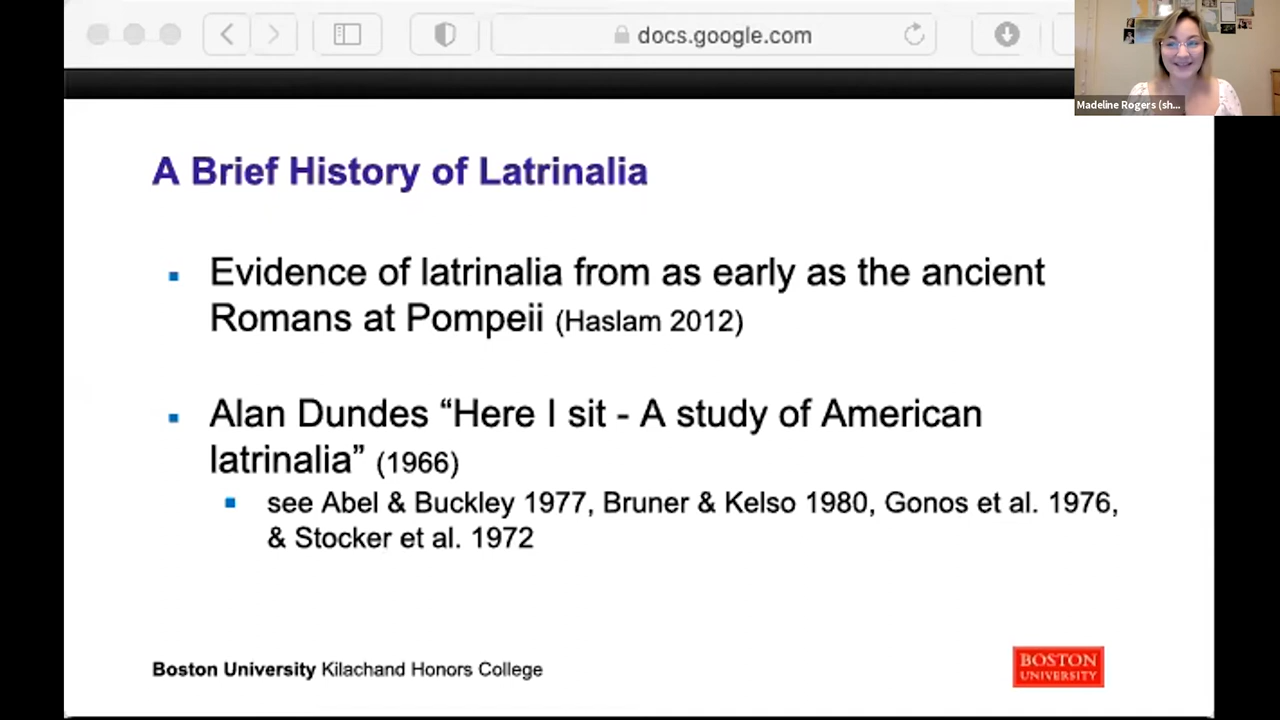 docs.google.com
Madeline Rogers (sh...
A Brief History of Latrinalia
▪ Evidence of latrinalia from as early as the ancient
Romans at Pompeii (Haslam 2012)
▪ Alan Dundes “Here I sit - A study of American
latrinalia” (1966)
▪ see Abel & Buckley 1977, Bruner & Kelso 1980, Gonos et al. 1976,
& Stocker et al. 1972
Boston University Kilachand Honors College
BOSTON
UNIVERSITY